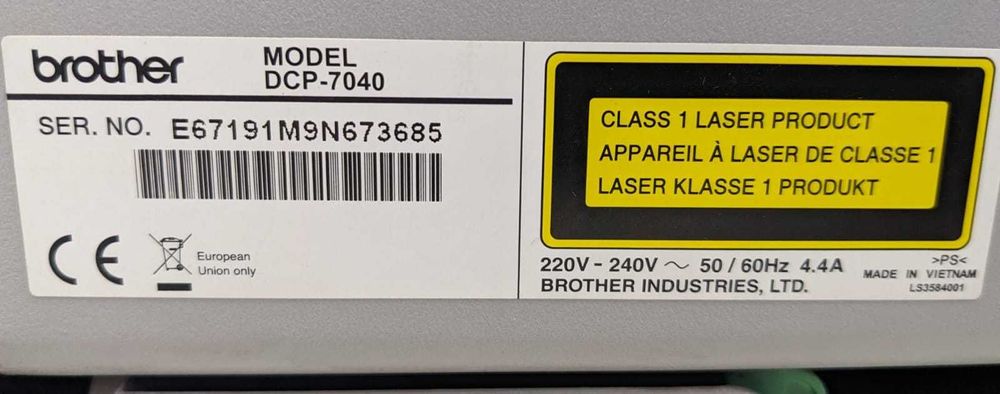 brother
MODEL
DCP-7040
SER. NO. E67191M9N673685
CE
European
Union only
CLASS 1 LASER PRODUCT
APPAREIL À LASER DE CLASSE 1
LASER KLASSE 1 PRODUKT
220V - 240V ～ 50 / 60Hz 4.4A
BROTHER INDUSTRIES, LTD.
>PS<
MADE IN VIETNAM
LS3584001